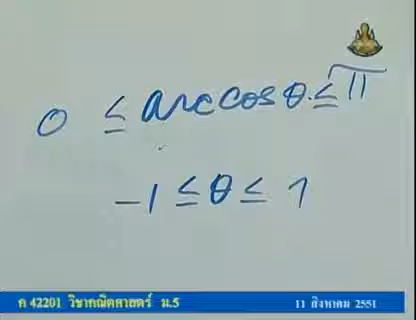 0 ≤ arccos θ ≤ π
-1 ≤ θ ≤ 1
ค 42201 วิชาคณิตศาสตร์ ม.5
11 สิงหาคม 2551